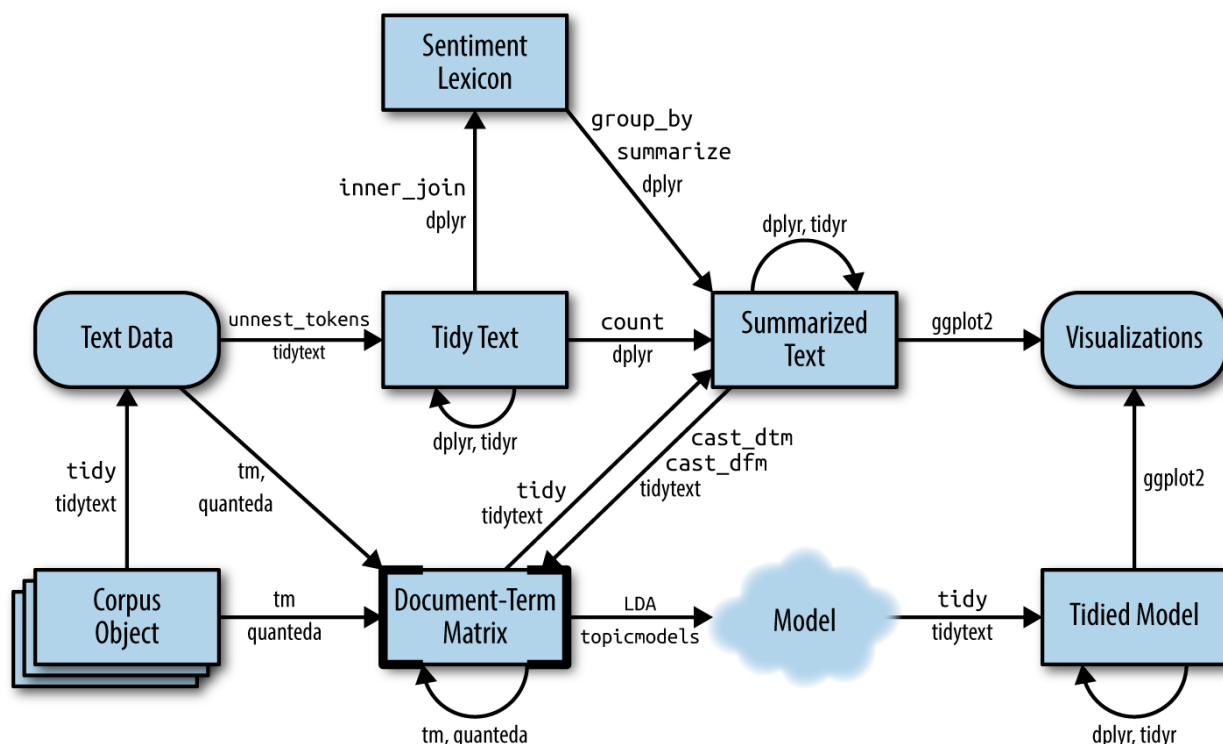 Sentiment
Lexicon
group_by
summarize
dplyr
inner_join
dplyr
dplyr, tidyr
Text Data
unnest_tokens
tidytext
Tidy Text
count
dplyr
Summarized
Text
ggplot2
Visualizations
dplyr, tidyr
cast_dtm
cast_dfm
tidytext
tidy
tidytext
tm,
quanteda
tidy
tidytext
ggplot2
Corpus
Object
tm
quanteda
Document-Term
Matrix
LDA
topicmodels
Model
tidy
tidytext
Tidied Model
tm, quanteda
dplyr, tidyr